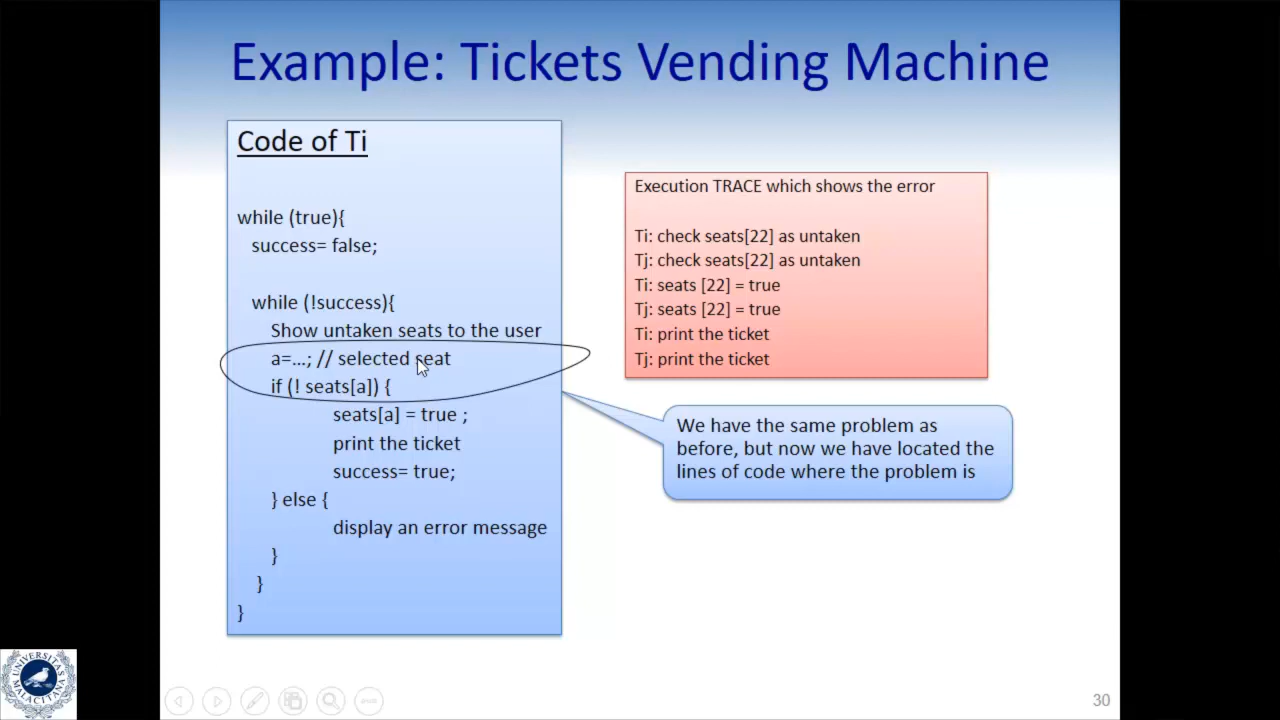 Example: Tickets Vending Machine
Code of Ti
while (true){
success= false;
while (!success){
Show untaken seats to the user
a=...; // selected seat
if (! seats[a]) {
seats[a] = true ;
print the ticket
success= true;
} else {
display an error message
}
}
}
Execution TRACE which shows the error
Ti: check seats[22] as untaken
Tj: check seats[22] as untaken
Ti: seats [22] = true
Tj: seats [22] = true
Ti: print the ticket
Tj: print the ticket
We have the same problem as
before, but now we have located the
lines of code where the problem is
UNIVERSITAS
MALACITANA
30